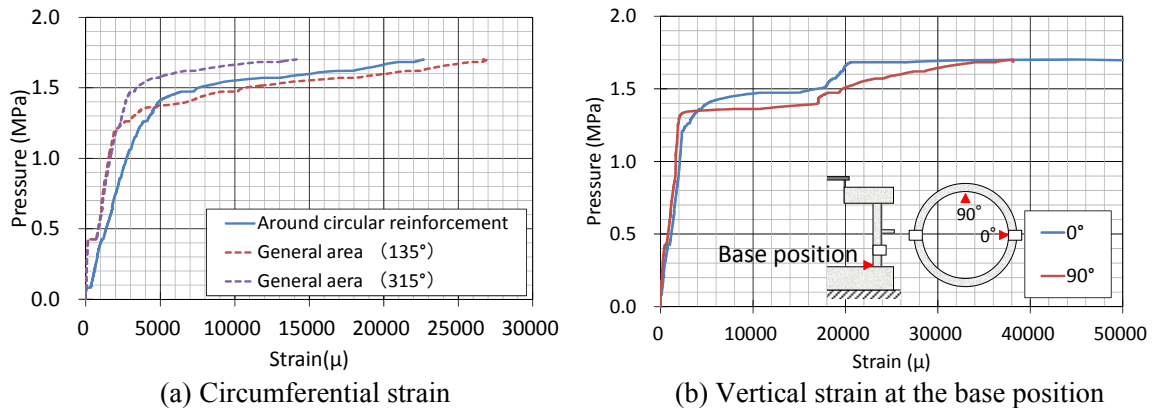 2.0
1.5
1.0
0.5
0.0
Pressure (MPa)
Around circular reinforcement
General area （135°）
General aera （315°）
0
5000
10000
15000
20000
25000
30000
Strain(μ)
(a) Circumferential strain
2.0
1.5
1.0
0.5
0.0
Pressure (MPa)
Base position
90°
0°
0°
90°
0
10000
20000
30000
40000
50000
Strain (μ)
(b) Vertical strain at the base position